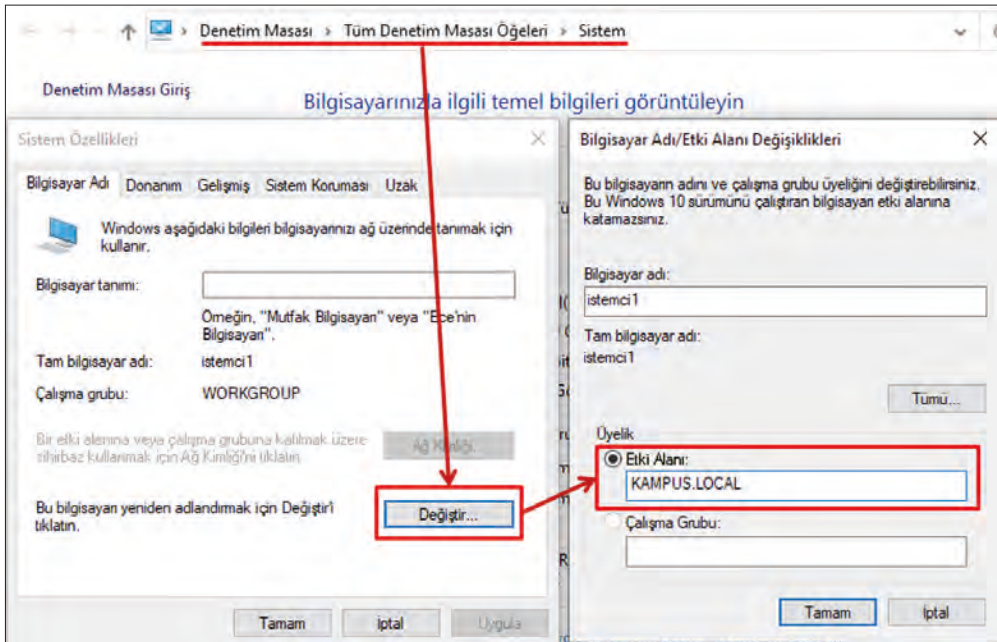 Denetim Masası > Tüm Denetim Masası Öğeleri > Sistem
Denetim Masası Giriş
Bilgisayarınızla ilgili temel bilgileri görüntüleyin
Sistem Özellikleri
Bilgisayar Adı Donanım Gelişmiş Sistem Koruması Uzak
Windows aşağıdaki bilgileri bilgisayarınızı ağ üzerinde tanımak için
kullanır.
Bilgisayar tanımı:
Örneğin, "Mutfak Bilgisayarı" veya "Ece'nin
Bilgisayarı".
Tam bilgisayar adı: istemci1
Çalışma grubu: WORKGROUP
Bir etki alanına veya çalışma grubuna katılmak üzere
sihirbaz kullanmak için Ağ Kimliği'ni tıklatın.
Ağ Kimliği...
Bu bilgisayarı yeniden adlandırmak için Değiştir'i
tıklatın.
Değiştir...
Tamam İptal Uygula
Bilgisayar Adı/Etki Alanı Değişiklikleri
Bu bilgisayarın adını ve çalışma grubu üyeliğini değiştirebilirsiniz.
Bu Windows 10 sürümünü çalıştıran bilgisayarı etki alanına
katamazsınız.
Bilgisayar adı:
istemci1
Tam bilgisayar adı:
istemci1
Tümü...
Üyelik
Etki Alanı:
KAMPUS.LOCAL
Çalışma Grubu:
Tamam İptal